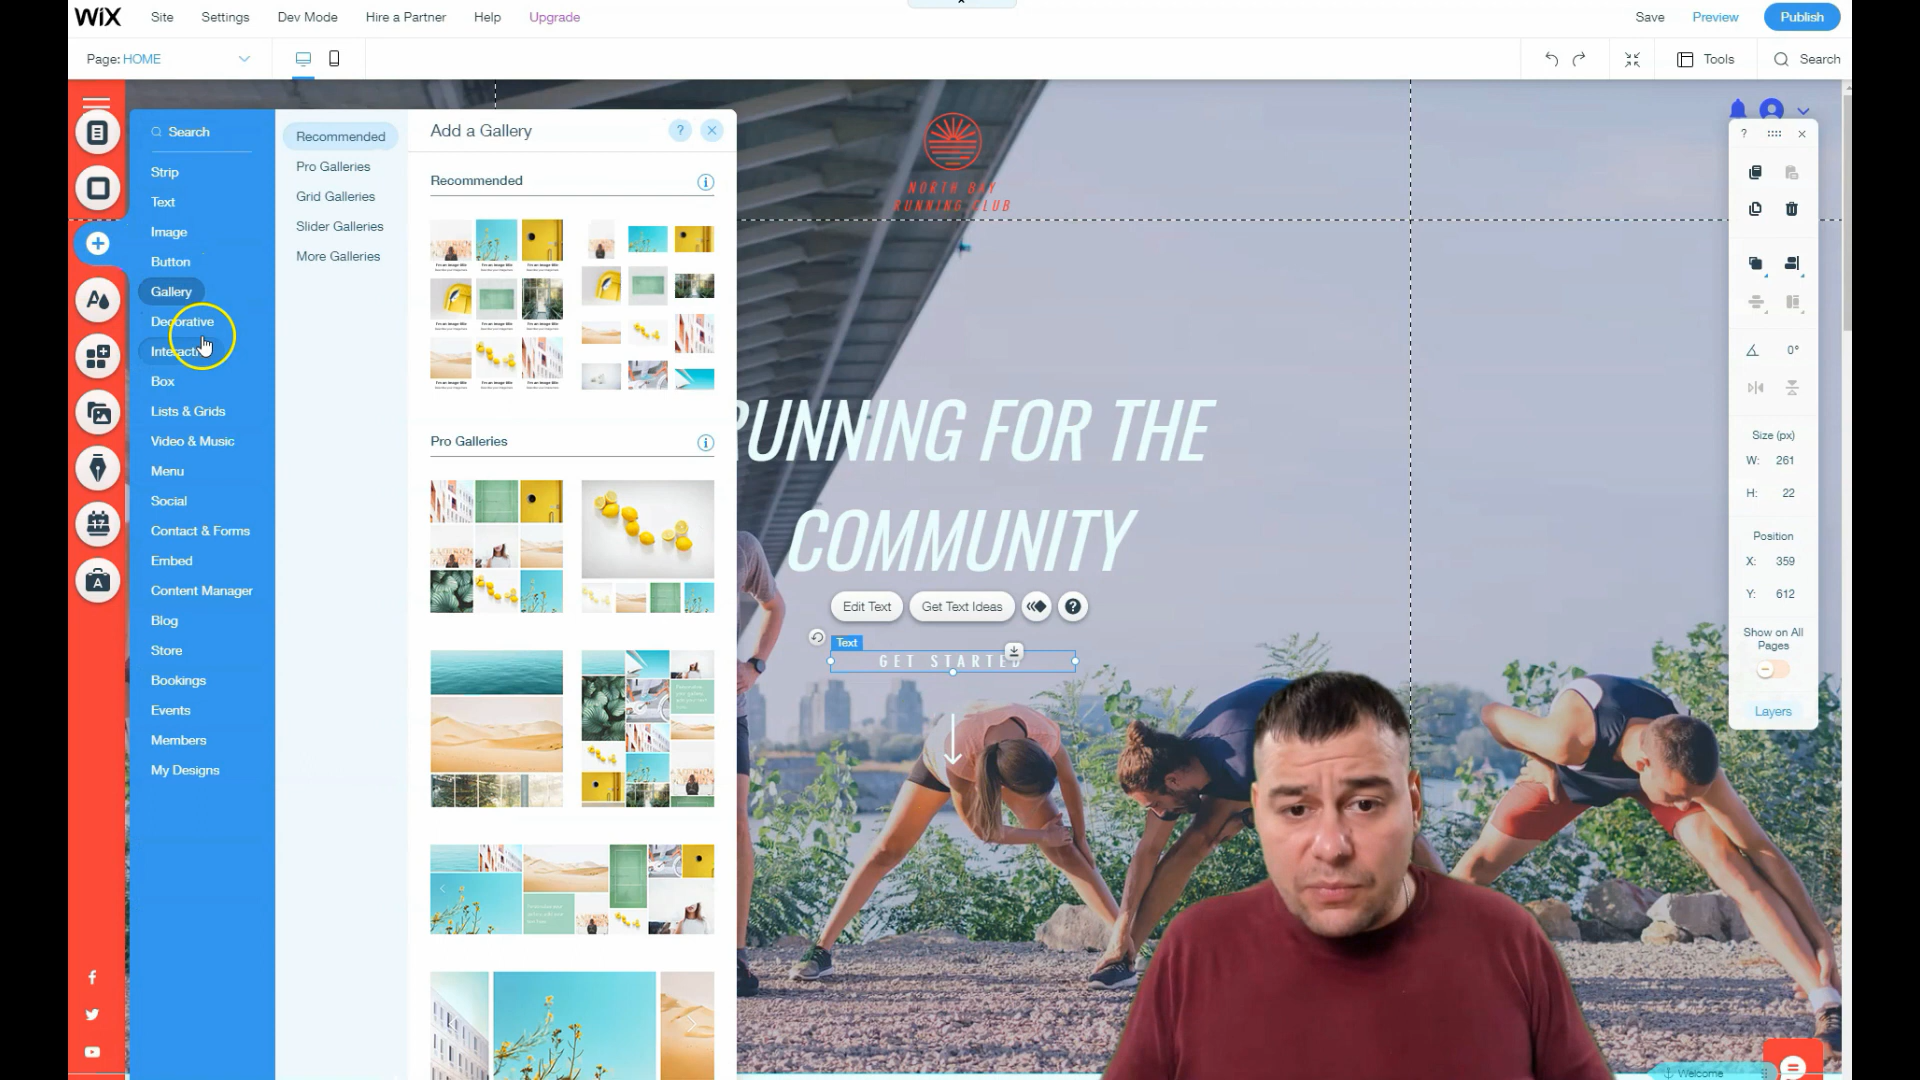 WiX
Site
Settings
Dev Mode
Hire a Partner
Help
Upgrade
Save
Preview
Publish
Page: HOME
Tools
Search
Search
Strip
Text
Image
Button
Gallery
Decorative
Box
Lists & Grids
Video & Music
Menu
Social
Contact & Forms
Embed
Content Manager
Blog
Store
Bookings
Events
Members
My Designs
Recommended
Pro Galleries
Grid Galleries
Slider Galleries
More Galleries
Add a Gallery
?
Recommended
Pro Galleries
NORTH BAY
RUNNING CLUB
RUNNING FOR THE
COMMUNITY
Edit Text
Get Text Ideas
?
Text
GET STARTED
?
0°
Size (px)
W: 261
H: 22
Position
X: 359
Y: 612
Show on All
Pages
Layers
17
A
Welcome